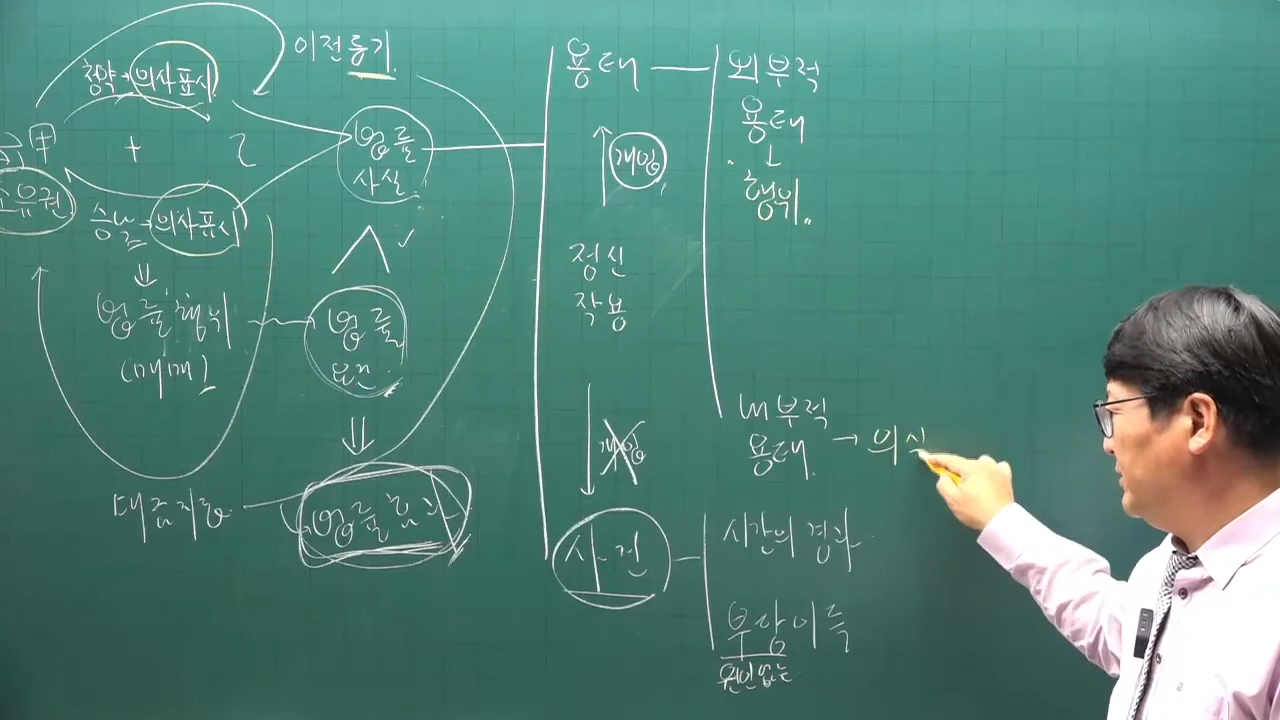 이전등기
청약→의사표시
甲 + 乙
소유권
승낙→의사표시
⇓
법률행위
(매매)
대금지급
법률
사실
∧ ✓
법률
요건
⇓
법률효과
용태
↑ 개입
정신
작용
↓ 개입
사건
외부적
용태
↓
행위
내부적
용태 → 의식
시간의 경과
부당이득
원인없는